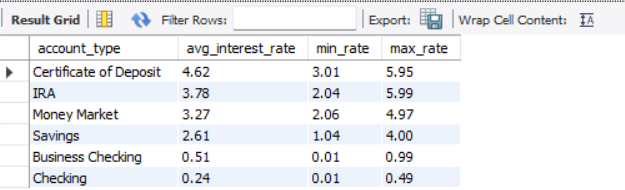 Result Grid Filter Rows: Export: Wrap Cell Content: IA
account_type avg_interest_rate min_rate max_rate
Certificate of Deposit 4.62 3.01 5.95
IRA 3.78 2.04 5.99
Money Market 3.27 2.06 4.97
Savings 2.61 1.04 4.00
Business Checking 0.51 0.01 0.99
Checking 0.24 0.01 0.49